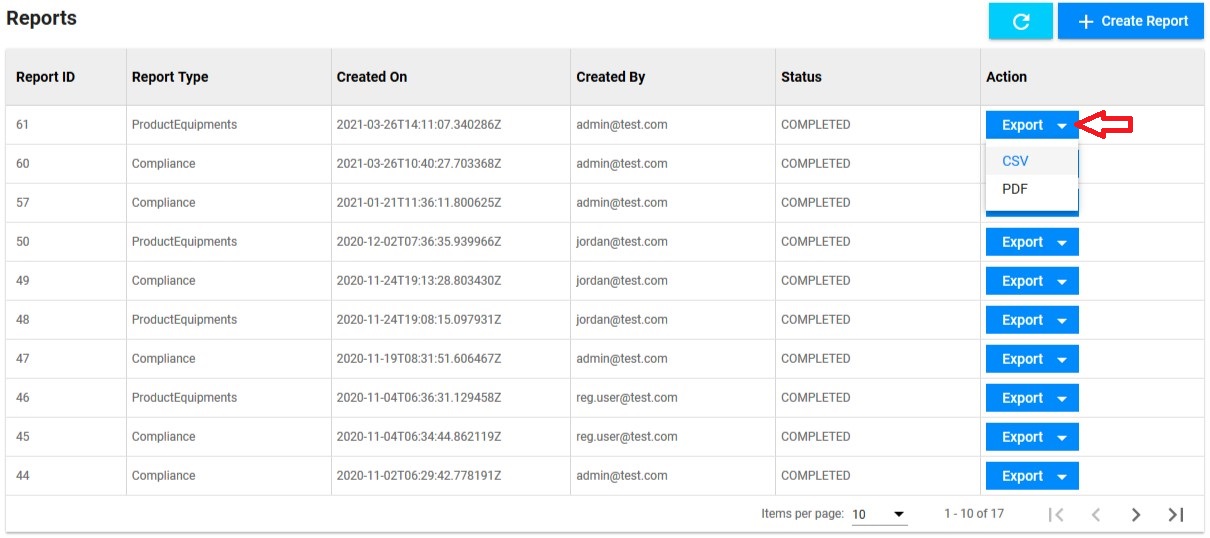 Reports
+ Create Report
Report ID Report Type Created On Created By Status Action
61 ProductEquipments 2021-03-26T14:11:07.340286Z admin@test.com COMPLETED Export
60 Compliance 2021-03-26T10:40:27.703368Z admin@test.com COMPLETED CSV
57 Compliance 2021-01-21T11:36:11.800625Z admin@test.com COMPLETED PDF
50 ProductEquipments 2020-12-02T07:36:35.939966Z jordan@test.com COMPLETED Export
49 Compliance 2020-11-24T19:13:28.803430Z jordan@test.com COMPLETED Export
48 ProductEquipments 2020-11-24T19:08:15.097931Z jordan@test.com COMPLETED Export
47 Compliance 2020-11-19T08:31:51.606467Z admin@test.com COMPLETED Export
46 ProductEquipments 2020-11-04T06:36:31.129458Z reg.user@test.com COMPLETED Export
45 Compliance 2020-11-04T06:34:44.862119Z reg.user@test.com COMPLETED Export
44 Compliance 2020-11-02T06:29:42.778191Z admin@test.com COMPLETED Export
Items per page: 10 1 - 10 of 17